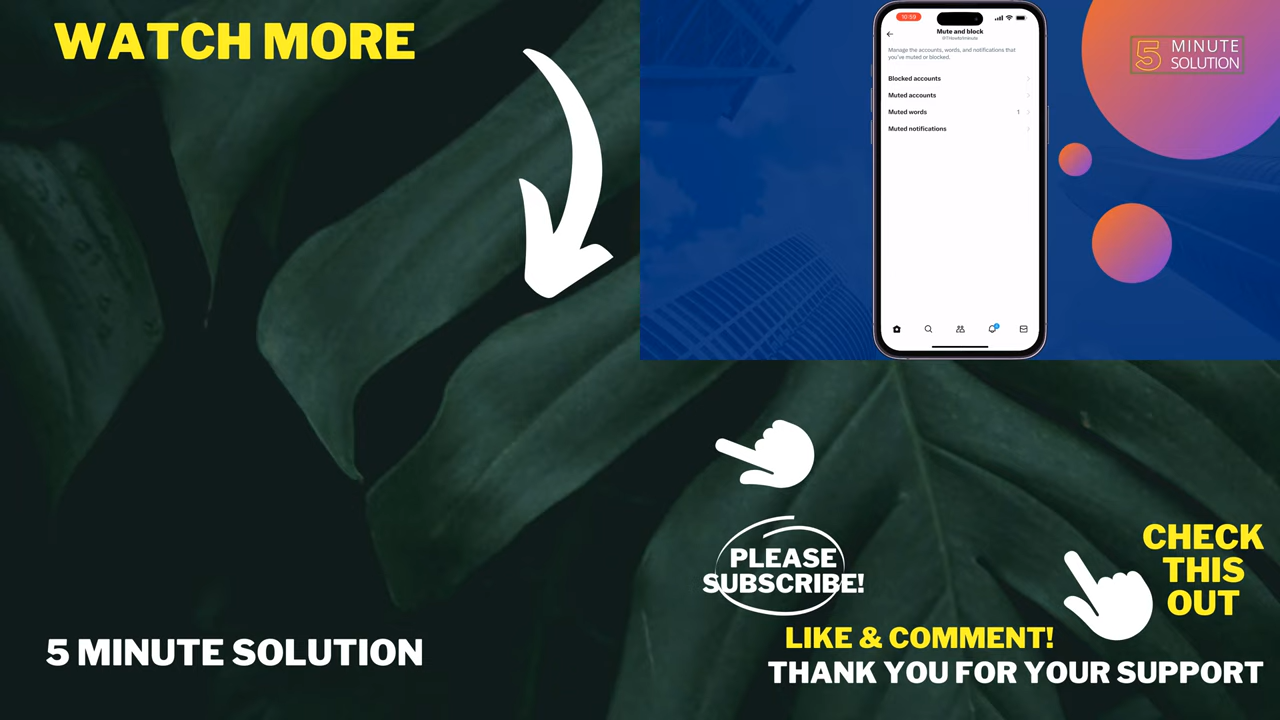 WATCH MORE
10:59
Mute and block
Manage the accounts, words, and notifications that
you've muted or blocked.
Blocked accounts
Muted accounts
Muted words 1
Muted notifications
5 MINUTE
SOLUTION
PLEASE
SUBSCRIBE!
CHECK
THIS
OUT
LIKE & COMMENT!
5 MINUTE SOLUTION
THANK YOU FOR YOUR SUPPORT